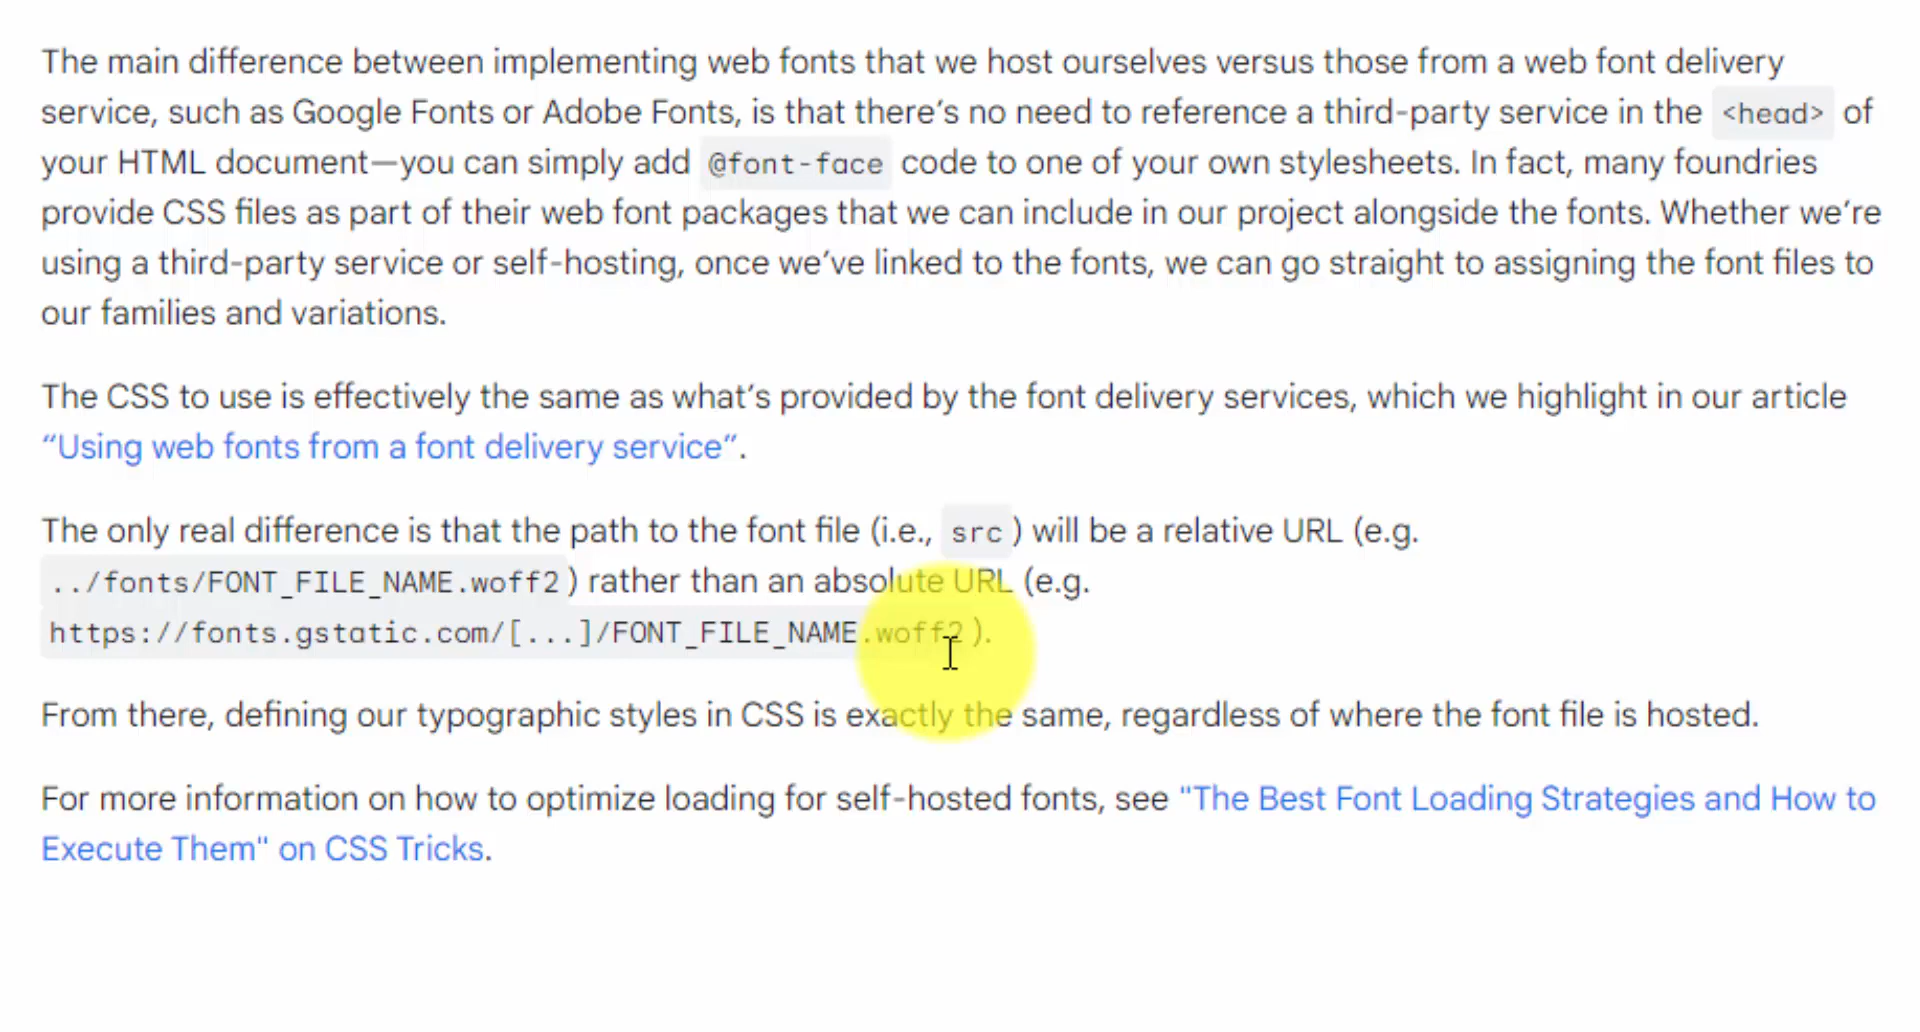 The main difference between implementing web fonts that we host ourselves versus those from a web font delivery
service, such as Google Fonts or Adobe Fonts, is that there’s no need to reference a third-party service in the <head> of
your HTML document—you can simply add @font-face code to one of your own stylesheets. In fact, many foundries
provide CSS files as part of their web font packages that we can include in our project alongside the fonts. Whether we’re
using a third-party service or self-hosting, once we’ve linked to the fonts, we can go straight to assigning the font files to
our families and variations.
The CSS to use is effectively the same as what’s provided by the font delivery services, which we highlight in our article
“Using web fonts from a font delivery service”.
The only real difference is that the path to the font file (i.e., src) will be a relative URL (e.g.
../fonts/FONT_FILE_NAME.woff2) rather than an absolute URL (e.g.
https://fonts.gstatic.com/[...]/FONT_FILE_NAME.woff2).
From there, defining our typographic styles in CSS is exactly the same, regardless of where the font file is hosted.
For more information on how to optimize loading for self-hosted fonts, see "The Best Font Loading Strategies and How to
Execute Them" on CSS Tricks.